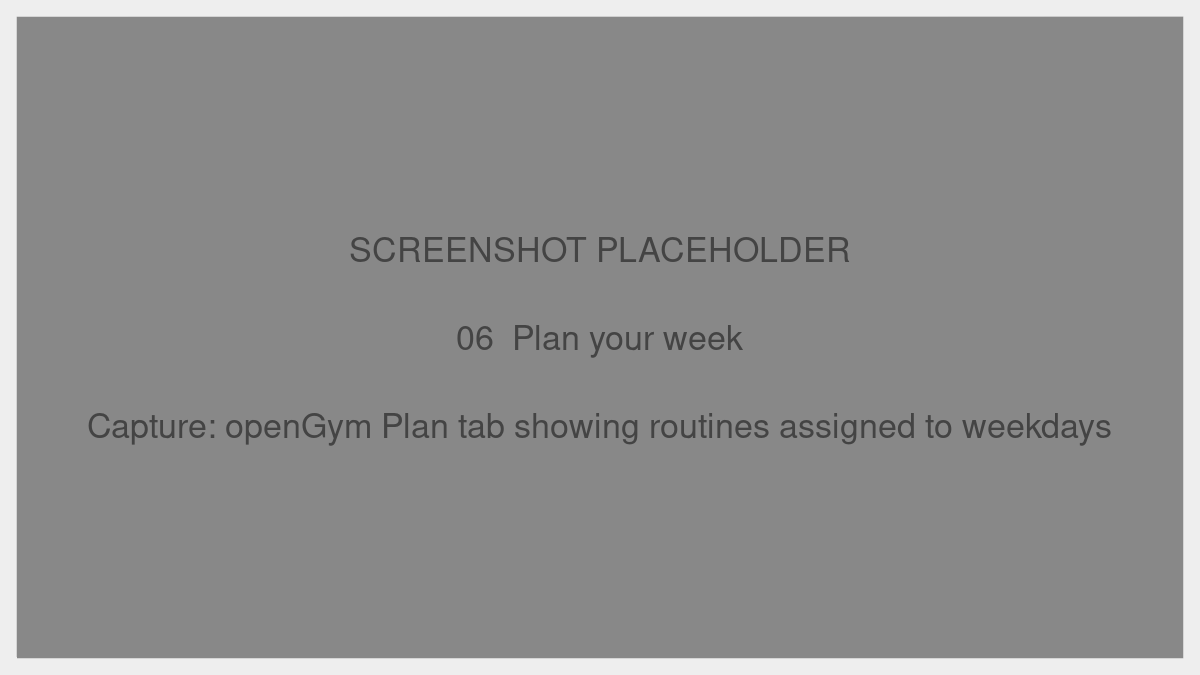 SCREENSHOT PLACEHOLDER
06  Plan your week
Capture: openGym Plan tab showing routines assigned to weekdays